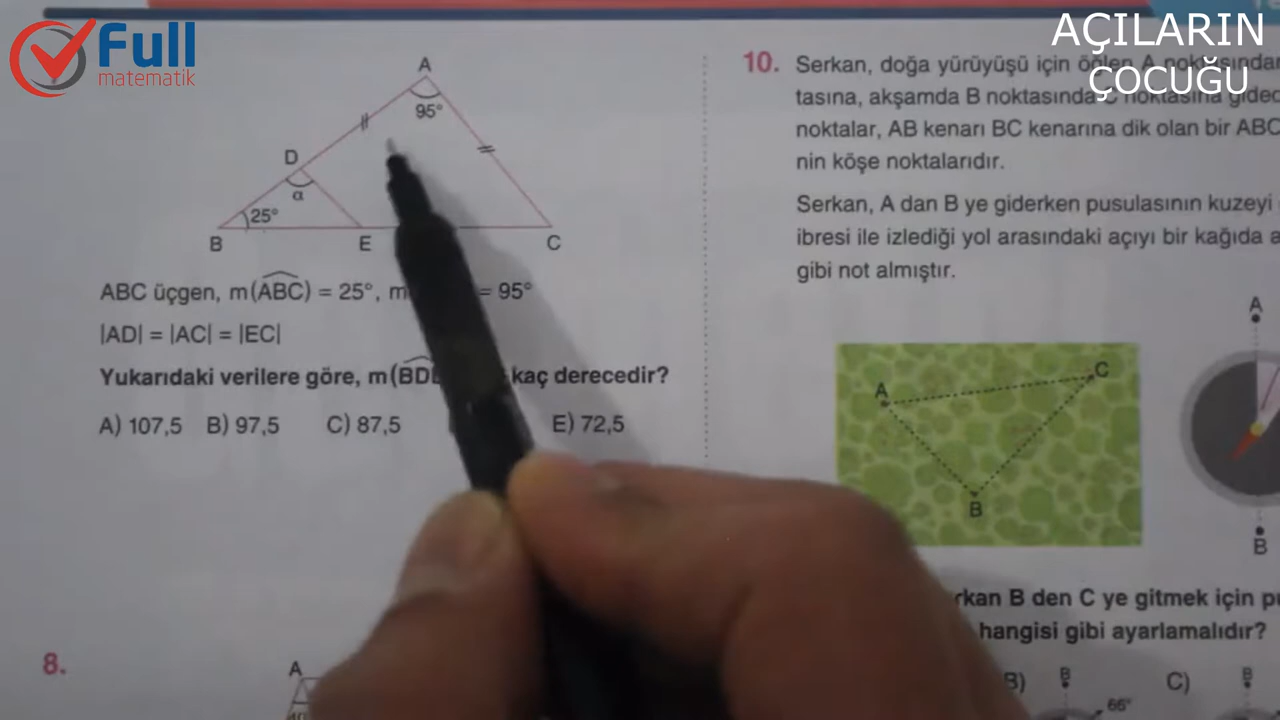 Full
matematik
AÇILARIN
ÇOCUĞU
A
95°
D
α
25°
B
E
C
ABC üçgen, m(ABC) = 25°, m = 95°
|AD| = |AC| = |EC|
Yukarıdaki verilere göre, m(BD kaç derecedir?
A) 107,5 B) 97,5 C) 87,5 E) 72,5
8.
A
10. Serkan, doğa yürüyüşü için öğlen A noktasından
tasına, akşamda B noktasında C noktasına gidec
noktalar, AB kenarı BC kenarına dik olan bir ABC
nin köşe noktalarıdır.
Serkan, A dan B ye giderken pusulasının kuzeyi
ibresi ile izlediği yol arasındaki açıyı bir kağıda a
gibi not almıştır.
A
C
B
A
B
rkan B den C ye gitmek için pu
hangisi gibi ayarlamalıdır?
B)
B
66°
C)
B